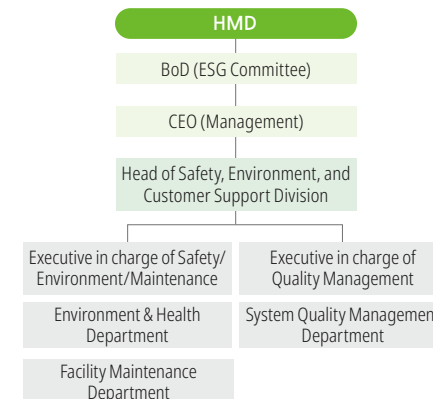 HMD
BoD (ESG Committee)
CEO (Management)
Head of Safety, Environment, and
Customer Support Division
Executive in charge of Safety/
Environment/Maintenance
Executive in charge of
Quality Management
Environment & Health
Department
System Quality Managemen
Department
Facility Maintenance
Department